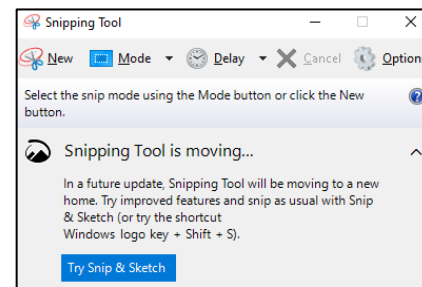 Snipping Tool
New Mode Delay Cancel Option
Select the snip mode using the Mode button or click the New
button.
Snipping Tool is moving...
In a future update, Snipping Tool will be moving to a new
home. Try improved features and snip as usual with Snip
& Sketch (or try the shortcut
Windows logo key + Shift + S).
Try Snip & Sketch